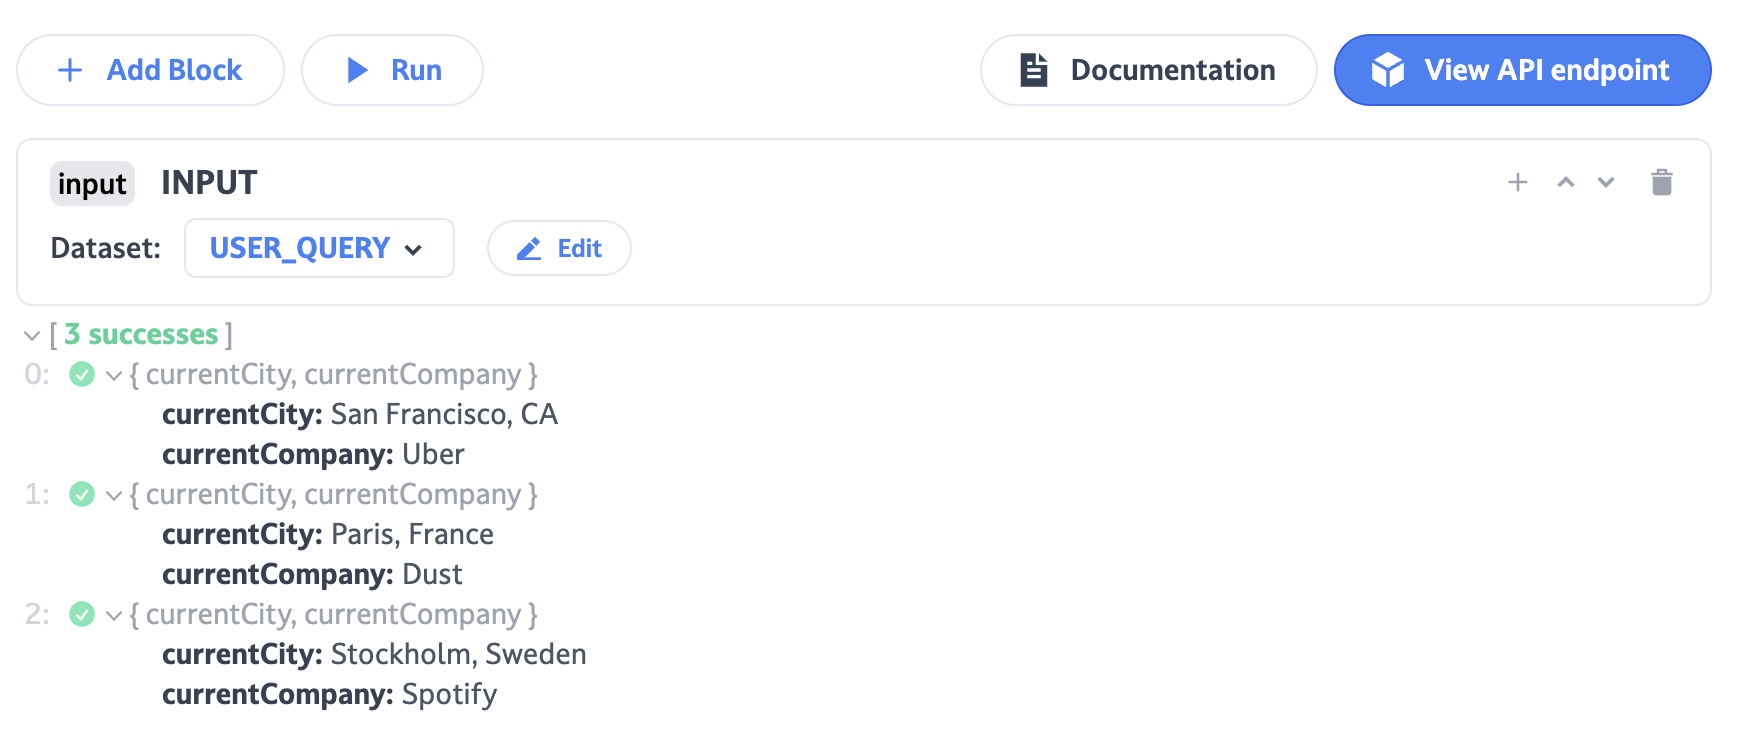 Add Block Run Documentation View API endpoint
input INPUT
Dataset: USER_QUERY Edit
[ 3 successes ]
0: { currentCity, currentCompany }
currentCity: San Francisco, CA
currentCompany: Uber
1: { currentCity, currentCompany }
currentCity: Paris, France
currentCompany: Dust
2: { currentCity, currentCompany }
currentCity: Stockholm, Sweden
currentCompany: Spotify